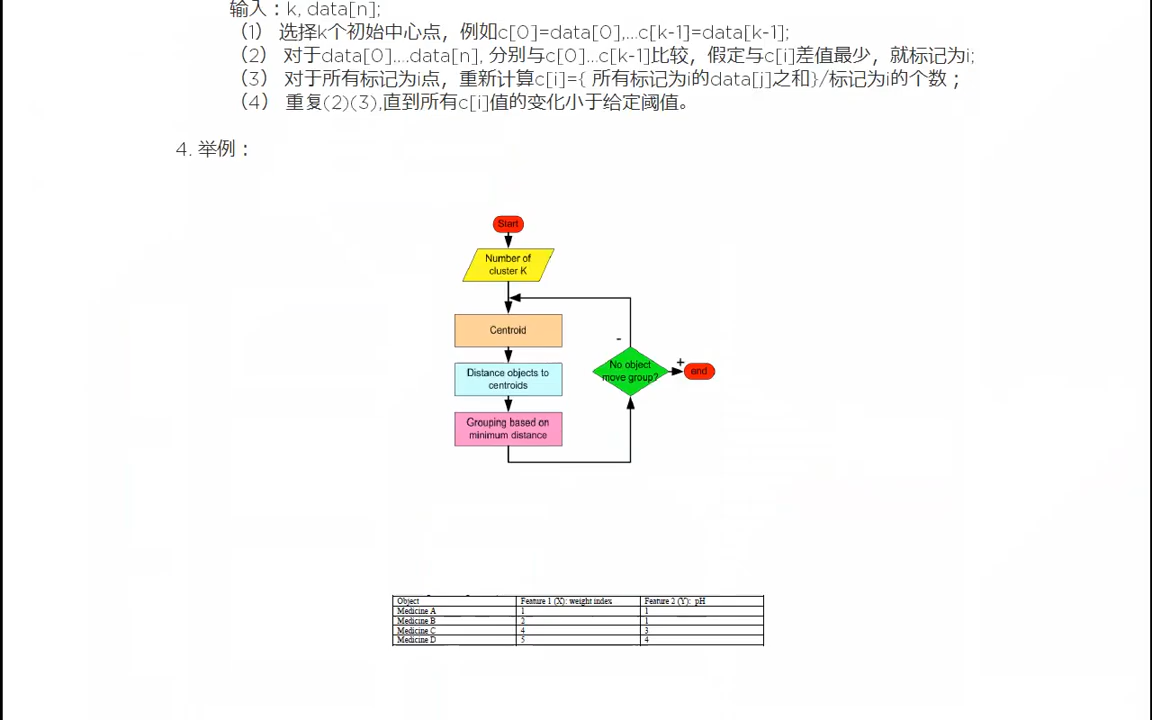 输入：k, data[n];
（1） 选择k个初始中心点，例如c[0]=data[0],…c[k-1]=data[k-1];
（2） 对于data[0]….data[n], 分别与c[0]…c[k-1]比较，假定与c[i]差值最少，就标记为i;
（3） 对于所有标记为i点，重新计算c[i]={ 所有标记为i的data[j]之和}/标记为i的个数；
（4） 重复(2)(3),直到所有c[i]值的变化小于给定阈值。
4. 举例：
Start
Number of
cluster K
Centroid
Distance objects to
centroids
Grouping based on
minimum distance
-
No object
move group?
+
end
Object Feature 1 (X): weight index Feature 2 (Y): pH
Medicine A 1 1
Medicine B 2 1
Medicine C 4 3
Medicine D 5 4